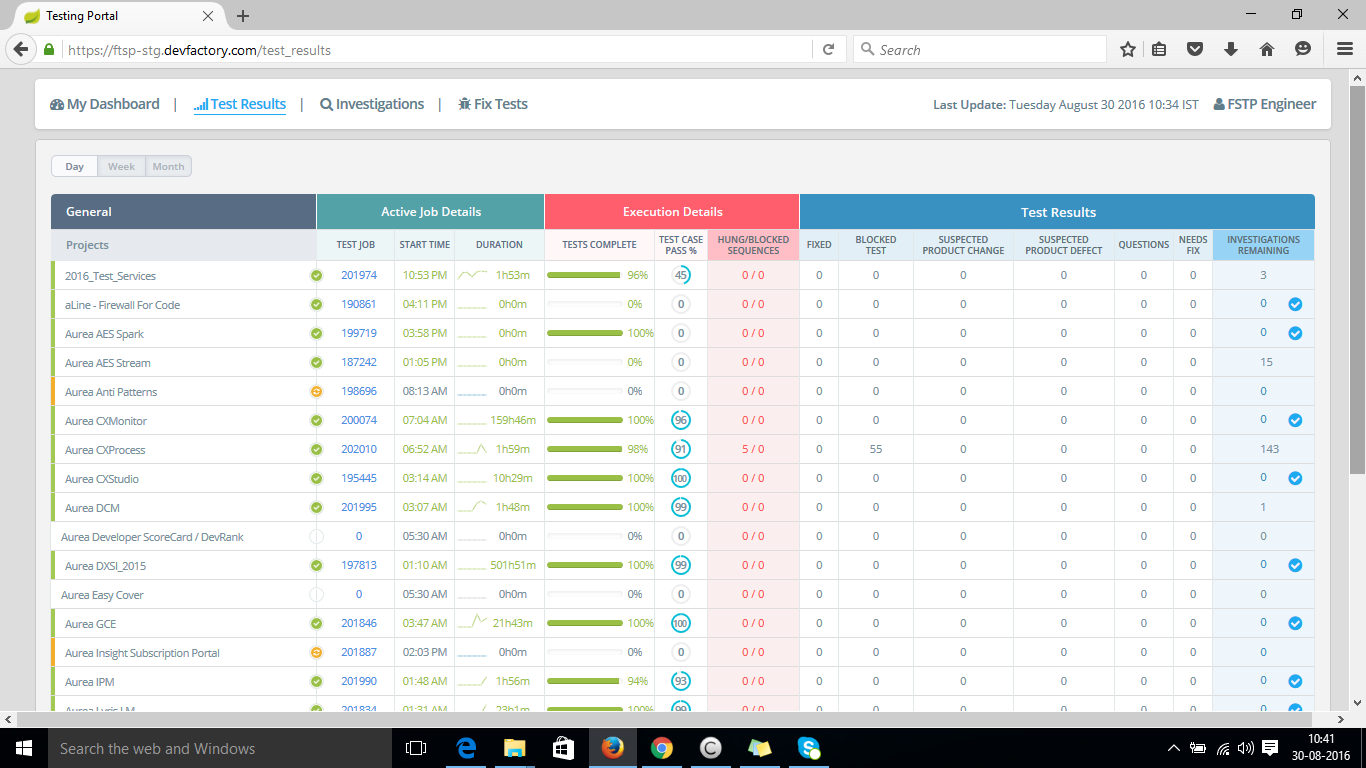 Testing Portal
https://ftsp-stg.devfactory.com/test_results
Search
My Dashboard | Test Results | Investigations | Fix Tests
Last Update: Tuesday August 30 2016 10:34 IST FSTP Engineer
Day Week Month
General Active Job Details Execution Details Test Results
Projects TEST JOB START TIME DURATION TESTS COMPLETE TEST CASE PASS % HUNG/BLOCKED SEQUENCES FIXED BLOCKED TEST SUSPECTED PRODUCT CHANGE SUSPECTED PRODUCT DEFECT QUESTIONS NEEDS FIX INVESTIGATIONS REMAINING
2016_Test_Services 201974 10:53 PM 1h53m 96% 45 0 / 0 0 0 0 0 0 0 3
aLine - Firewall For Code 190861 04:11 PM 0h0m 0% 0 0 / 0 0 0 0 0 0 0 0
Aurea AES Spark 199719 03:58 PM 0h0m 100% 0 0 / 0 0 0 0 0 0 0 0
Aurea AES Stream 187242 01:05 PM 0h0m 0% 0 0 / 0 0 0 0 0 0 0 15
Aurea Anti Patterns 198696 08:13 AM 0h0m 0% 0 0 / 0 0 0 0 0 0 0 0
Aurea CXMonitor 200074 07:04 AM 159h46m 100% 96 0 / 0 0 0 0 0 0 0 0
Aurea CXProcess 202010 06:52 AM 1h59m 98% 91 5 / 0 0 55 0 0 0 0 143
Aurea CXStudio 195445 03:14 AM 10h29m 100% 100 0 / 0 0 0 0 0 0 0 0
Aurea DCM 201995 03:07 AM 1h48m 100% 99 0 / 0 0 0 0 0 0 0 1
Aurea Developer ScoreCard / DevRank 0 05:30 AM 0h0m 0% 0 0 / 0 0 0 0 0 0 0 0
Aurea DXSI_2015 197813 01:10 AM 501h51m 100% 99 0 / 0 0 0 0 0 0 0 0
Aurea Easy Cover 0 05:30 AM 0h0m 0% 0 0 / 0 0 0 0 0 0 0 0
Aurea GCE 201846 03:47 AM 21h43m 100% 100 0 / 0 0 0 0 0 0 0 0
Aurea Insight Subscription Portal 201887 02:03 PM 0h0m 0% 0 0 / 0 0 0 0 0 0 0 0
Aurea IPM 201990 01:48 AM 1h56m 94% 93 0 / 0 0 0 0 0 0 0 0
Aurea Lyris LM 201834 01:31 AM 23h1m 100% 99 0 / 0 0 0 0 0 0 0 0
Search the web and Windows
10:41
30-08-2016